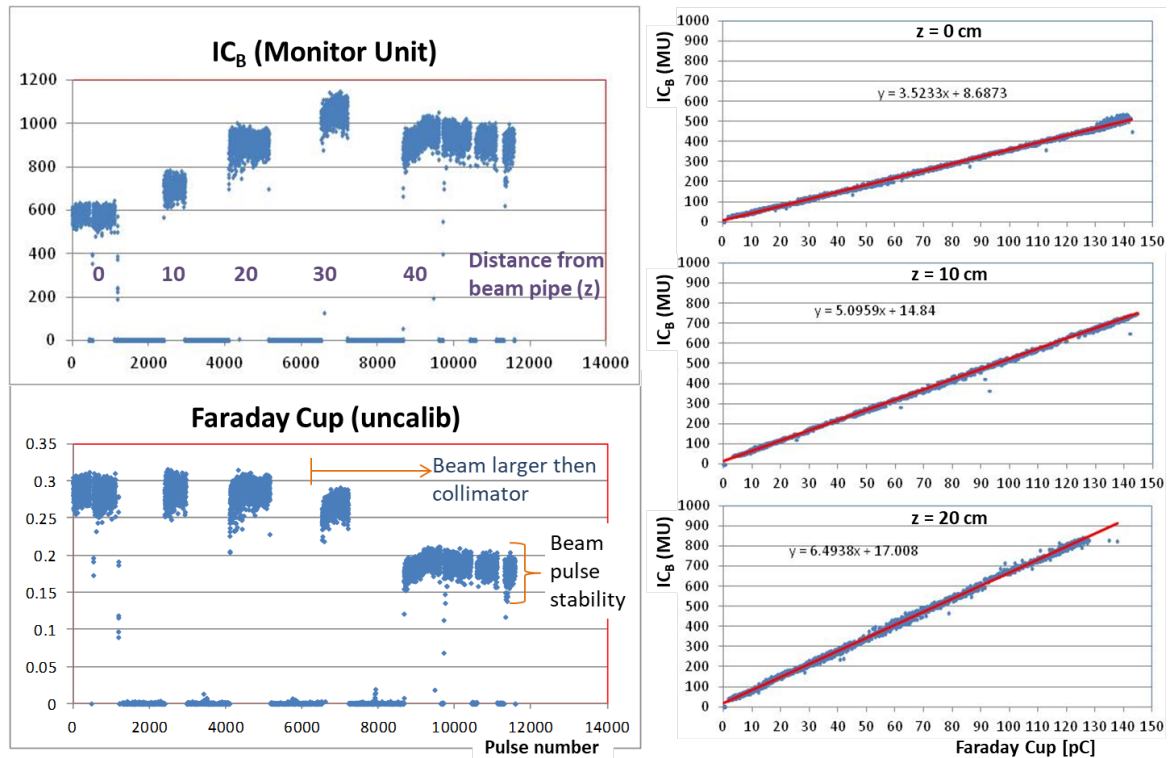 IC_B (Monitor Unit)
1200
1000
800
600
400
200
0
0 10 20 30 40 Distance from
beam pipe (z)
0 2000 4000 6000 8000 10000 12000 14000
Faraday Cup (uncalib)
0.35
0.3
0.25
0.2
0.15
0.1
0.05
0
Beam larger then
collimator
Beam
pulse
stability
0 2000 4000 6000 8000 10000 12000 14000
Pulse number
IC_B (MU)
z = 0 cm
y = 3.5233x + 8.6873
1000
900
800
700
600
500
400
300
200
100
0
0 10 20 30 40 50 60 70 80 90 100 110 120 130 140 150
IC_B (MU)
z = 10 cm
y = 5.0959x + 14.84
1000
900
800
700
600
500
400
300
200
100
0
0 10 20 30 40 50 60 70 80 90 100 110 120 130 140 150
IC_B (MU)
z = 20 cm
y = 6.4938x + 17.008
1000
900
800
700
600
500
400
300
200
100
0
0 10 20 30 40 50 60 70 80 90 100 110 120 130 140 150
Faraday Cup [pC]